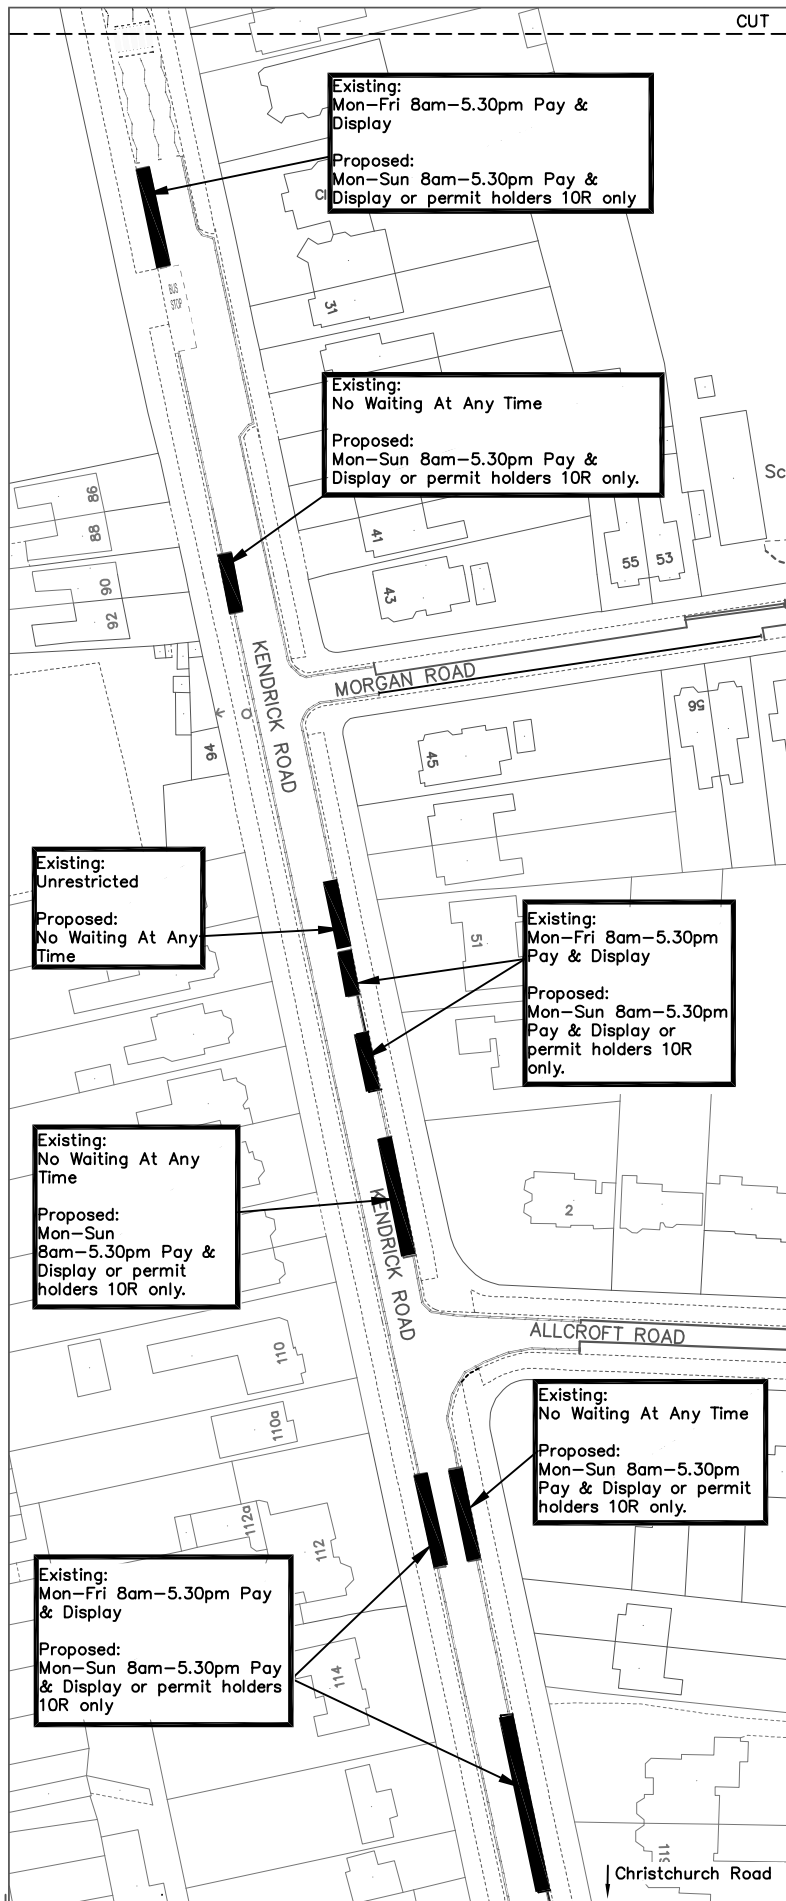 CUT
Existing:
Mon-Fri 8am-5.30pm Pay &
Display
Proposed:
Mon-Sun 8am-5.30pm Pay &
Display or permit holders 10R only
BUS
STOP
31
Existing:
No Waiting At Any Time
Proposed:
Mon-Sun 8am-5.30pm Pay &
Display or permit holders 10R only.
86
88
90
92
41
43
55
53
KENDRICK ROAD
MORGAN ROAD
94
45
56
51
Existing:
Unrestricted
Proposed:
No Waiting At Any
Time
Existing:
Mon-Fri 8am-5.30pm
Pay & Display
Proposed:
Mon-Sun 8am-5.30pm
Pay & Display or
permit holders 10R
only.
Existing:
No Waiting At Any
Time
Proposed:
Mon-Sun
8am-5.30pm Pay &
Display or permit
holders 10R only.
2
KENDRICK ROAD
ALLCROFT ROAD
110
110a
Existing:
No Waiting At Any Time
Proposed:
Mon-Sun 8am-5.30pm
Pay & Display or permit
holders 10R only.
112a
112
Existing:
Mon-Fri 8am-5.30pm Pay
& Display
Proposed:
Mon-Sun 8am-5.30pm Pay
& Display or permit holders
10R only
114
Christchurch Road